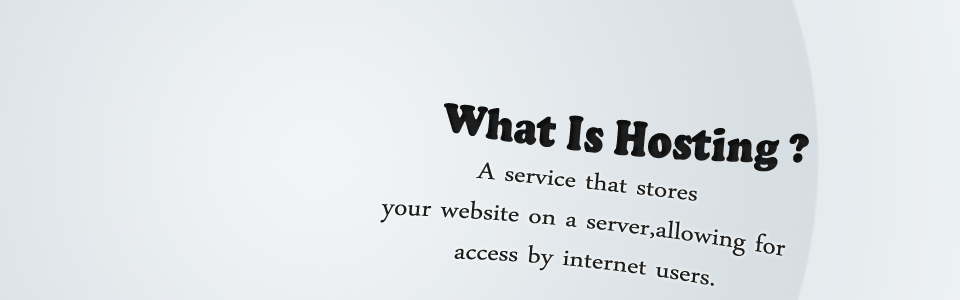 What Is Hosting ?
A service that stores
your website on a server,allowing for
access by internet users.